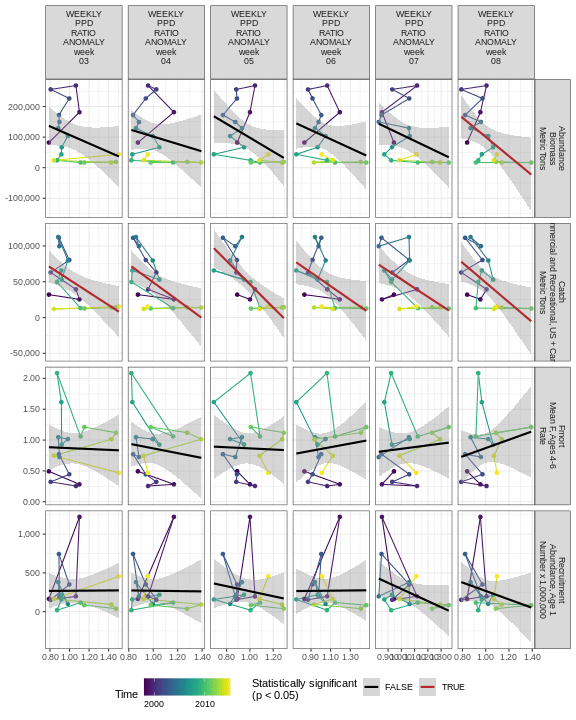 WEEKLY WEEKLY WEEKLY WEEKLY WEEKLY WEEKLY
PPD PPD PPD PPD PPD PPD
RATIO RATIO RATIO RATIO RATIO RATIO
ANOMALY ANOMALY ANOMALY ANOMALY ANOMALY ANOMALY
week week week week week week
03 04 05 06 07 08
200,000
100,000
0
-100,000
Abundance
Biomass
Metric Tons
100,000
50,000
0
-50,000
Catch
mmercial and Recreational, US + Can
Metric Tons
2.00
1.50
1.00
0.50
0.00
Fmort
Mean F, Ages 4-6
Rate
1,000
500
0
Recruitment
Abundance, Age 1
Number x 1,000,000
0.80 1.00 1.20 1.40 0.80 1.00 1.20 1.40 0.80 1.00 1.20 0.90 1.10 1.30 0.80 1.00 1.20 1.40
Time
2000 2010
Statistically significant
(p < 0.05)
FALSE TRUE